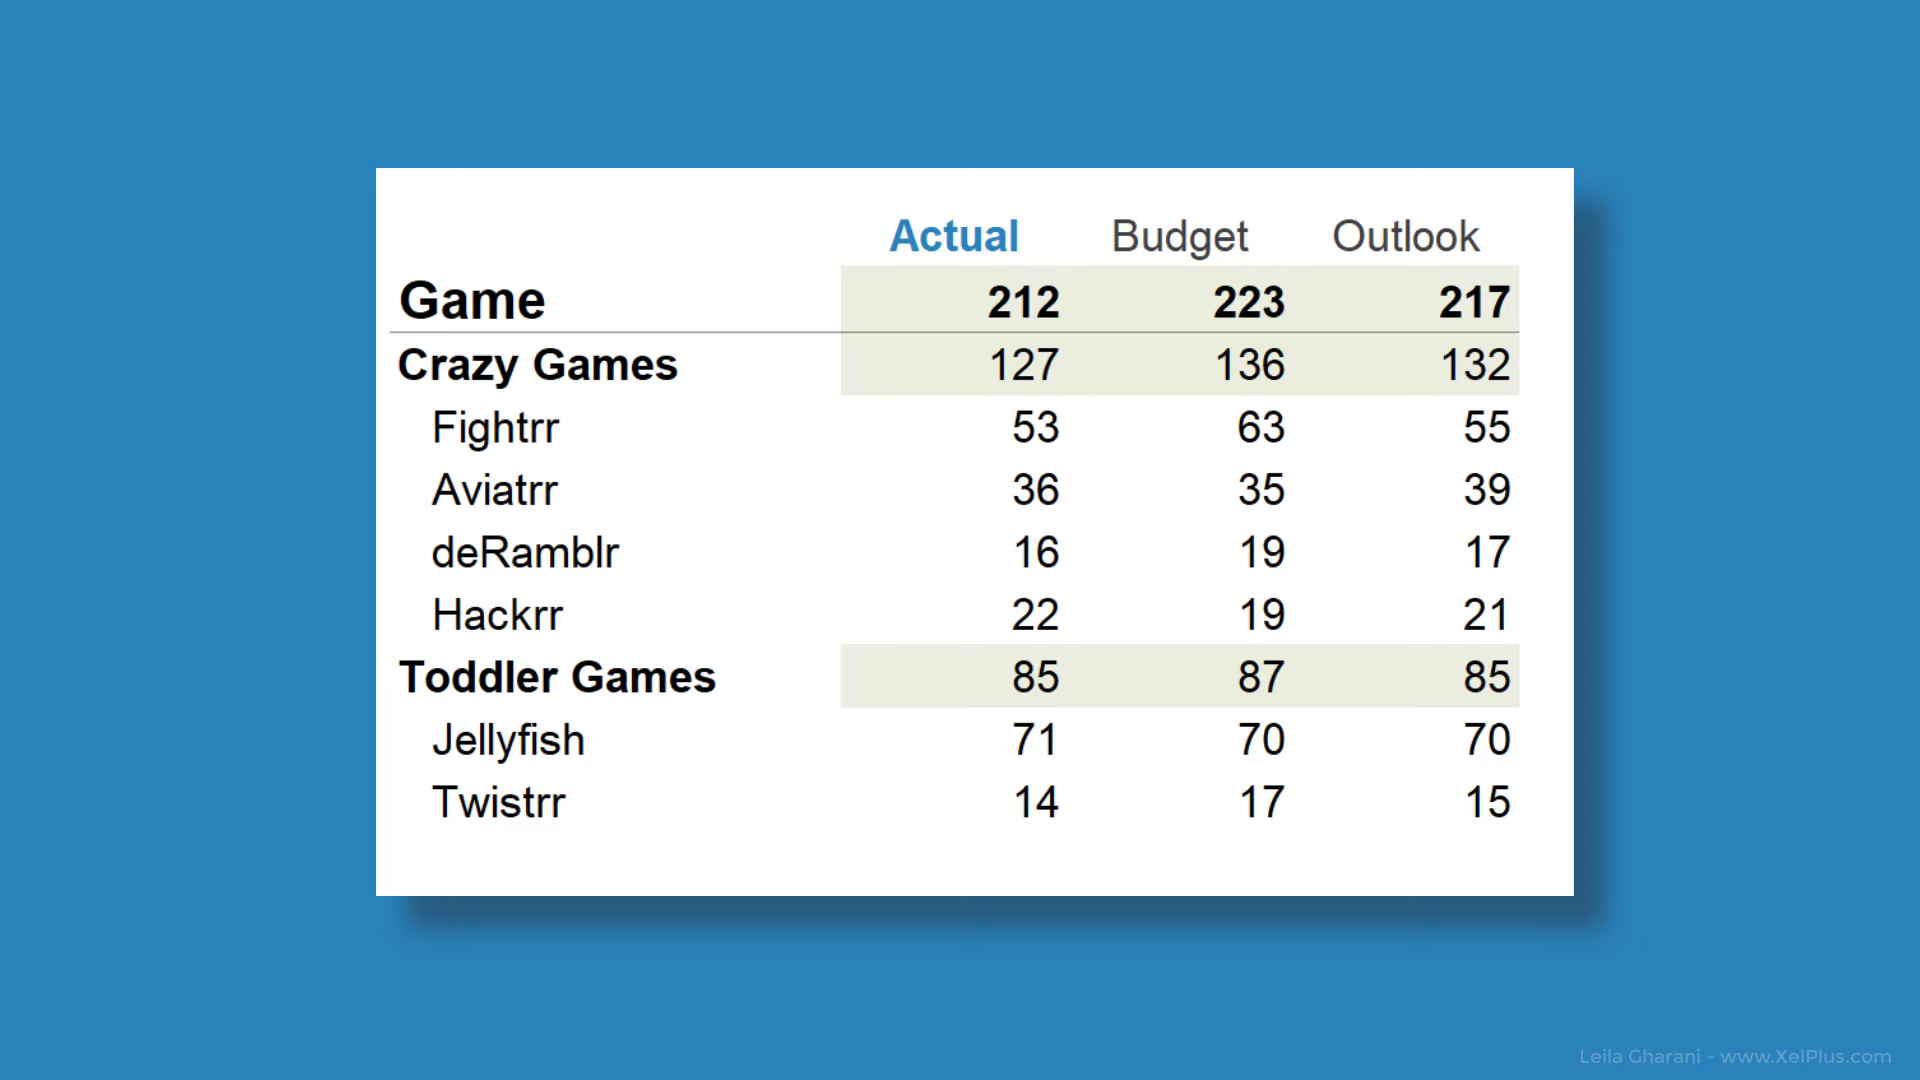 Actual Budget Outlook
Game 212 223 217
Crazy Games 127 136 132
Fightrr 53 63 55
Aviatrr 36 35 39
deRamblr 16 19 17
Hackrr 22 19 21
Toddler Games 85 87 85
Jellyfish 71 70 70
Twistrr 14 17 15
Leila Gharani - www.XelPlus.com